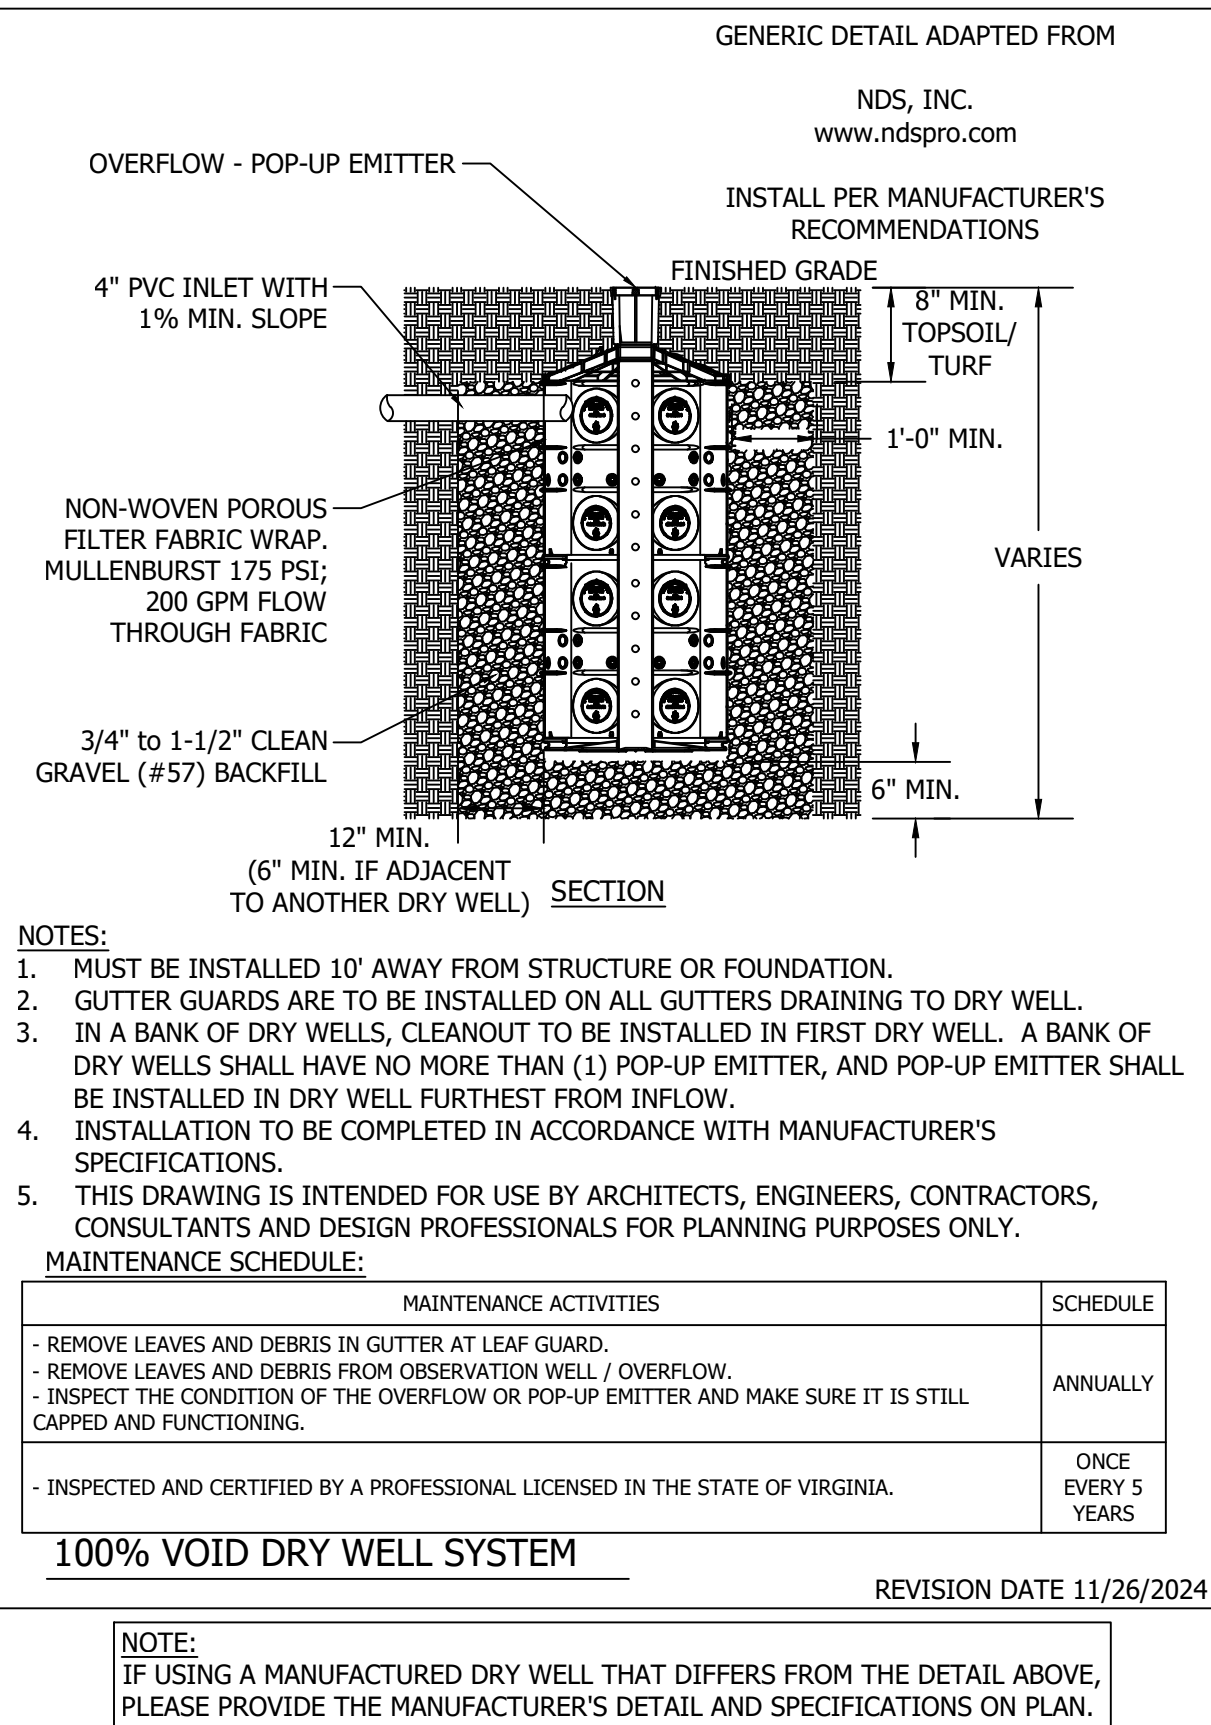 GENERIC DETAIL ADAPTED FROM
NDS, INC.
www.ndspro.com
OVERFLOW - POP-UP EMITTER
INSTALL PER MANUFACTURER'S
RECOMMENDATIONS
FINISHED GRADE
4" PVC INLET WITH
1% MIN. SLOPE
8" MIN.
TOPSOIL/
TURF
1'-0" MIN.
NON-WOVEN POROUS
FILTER FABRIC WRAP.
MULLENBURST 175 PSI;
200 GPM FLOW
THROUGH FABRIC
VARIES
3/4" to 1-1/2" CLEAN
GRAVEL (#57) BACKFILL
6" MIN.
12" MIN.
(6" MIN. IF ADJACENT
TO ANOTHER DRY WELL)
SECTION
NOTES:
1. MUST BE INSTALLED 10' AWAY FROM STRUCTURE OR FOUNDATION.
2. GUTTER GUARDS ARE TO BE INSTALLED ON ALL GUTTERS DRAINING TO DRY WELL.
3. IN A BANK OF DRY WELLS, CLEANOUT TO BE INSTALLED IN FIRST DRY WELL. A BANK OF
DRY WELLS SHALL HAVE NO MORE THAN (1) POP-UP EMITTER, AND POP-UP EMITTER SHALL
BE INSTALLED IN DRY WELL FURTHEST FROM INFLOW.
4. INSTALLATION TO BE COMPLETED IN ACCORDANCE WITH MANUFACTURER'S
SPECIFICATIONS.
5. THIS DRAWING IS INTENDED FOR USE BY ARCHITECTS, ENGINEERS, CONTRACTORS,
CONSULTANTS AND DESIGN PROFESSIONALS FOR PLANNING PURPOSES ONLY.
MAINTENANCE SCHEDULE:
MAINTENANCE ACTIVITIES
SCHEDULE
- REMOVE LEAVES AND DEBRIS IN GUTTER AT LEAF GUARD.
- REMOVE LEAVES AND DEBRIS FROM OBSERVATION WELL / OVERFLOW.
- INSPECT THE CONDITION OF THE OVERFLOW OR POP-UP EMITTER AND MAKE SURE IT IS STILL
CAPPED AND FUNCTIONING.
ANNUALLY
- INSPECTED AND CERTIFIED BY A PROFESSIONAL LICENSED IN THE STATE OF VIRGINIA.
ONCE
EVERY 5
YEARS
100% VOID DRY WELL SYSTEM
REVISION DATE 11/26/2024
NOTE:
IF USING A MANUFACTURED DRY WELL THAT DIFFERS FROM THE DETAIL ABOVE,
PLEASE PROVIDE THE MANUFACTURER'S DETAIL AND SPECIFICATIONS ON PLAN.